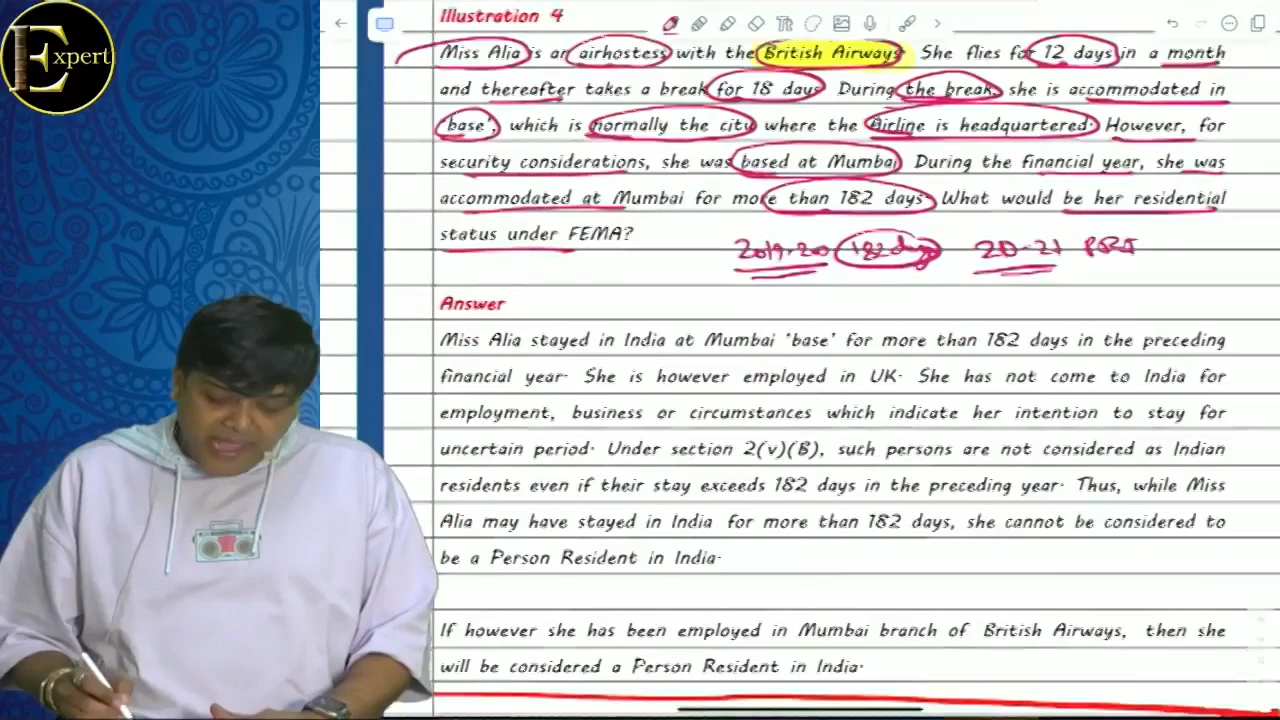 Expert
Illustration 4
Miss Alia is an airhostess with the British Airways. She flies for 12 days in a month
and thereafter takes a break for 18 days. During the break, she is accommodated in
'base', which is normally the city where the Airline is headquartered. However, for
security considerations, she was based at Mumbai. During the financial year, she was
accommodated at Mumbai for more than 182 days. What would be her residential
status under FEMA?
2019-20 182 days 20-21 PRI
Answer
Miss Alia stayed in India at Mumbai 'base' for more than 182 days in the preceding
financial year. She is however employed in UK. She has not come to India for
employment, business or circumstances which indicate her intention to stay for
uncertain period. Under section 2(v)(B), such persons are not considered as Indian
residents even if their stay exceeds 182 days in the preceding year. Thus, while Miss
Alia may have stayed in India for more than 182 days, she cannot be considered to
be a Person Resident in India.
If however she has been employed in Mumbai branch of British Airways, then she
will be considered a Person Resident in India.